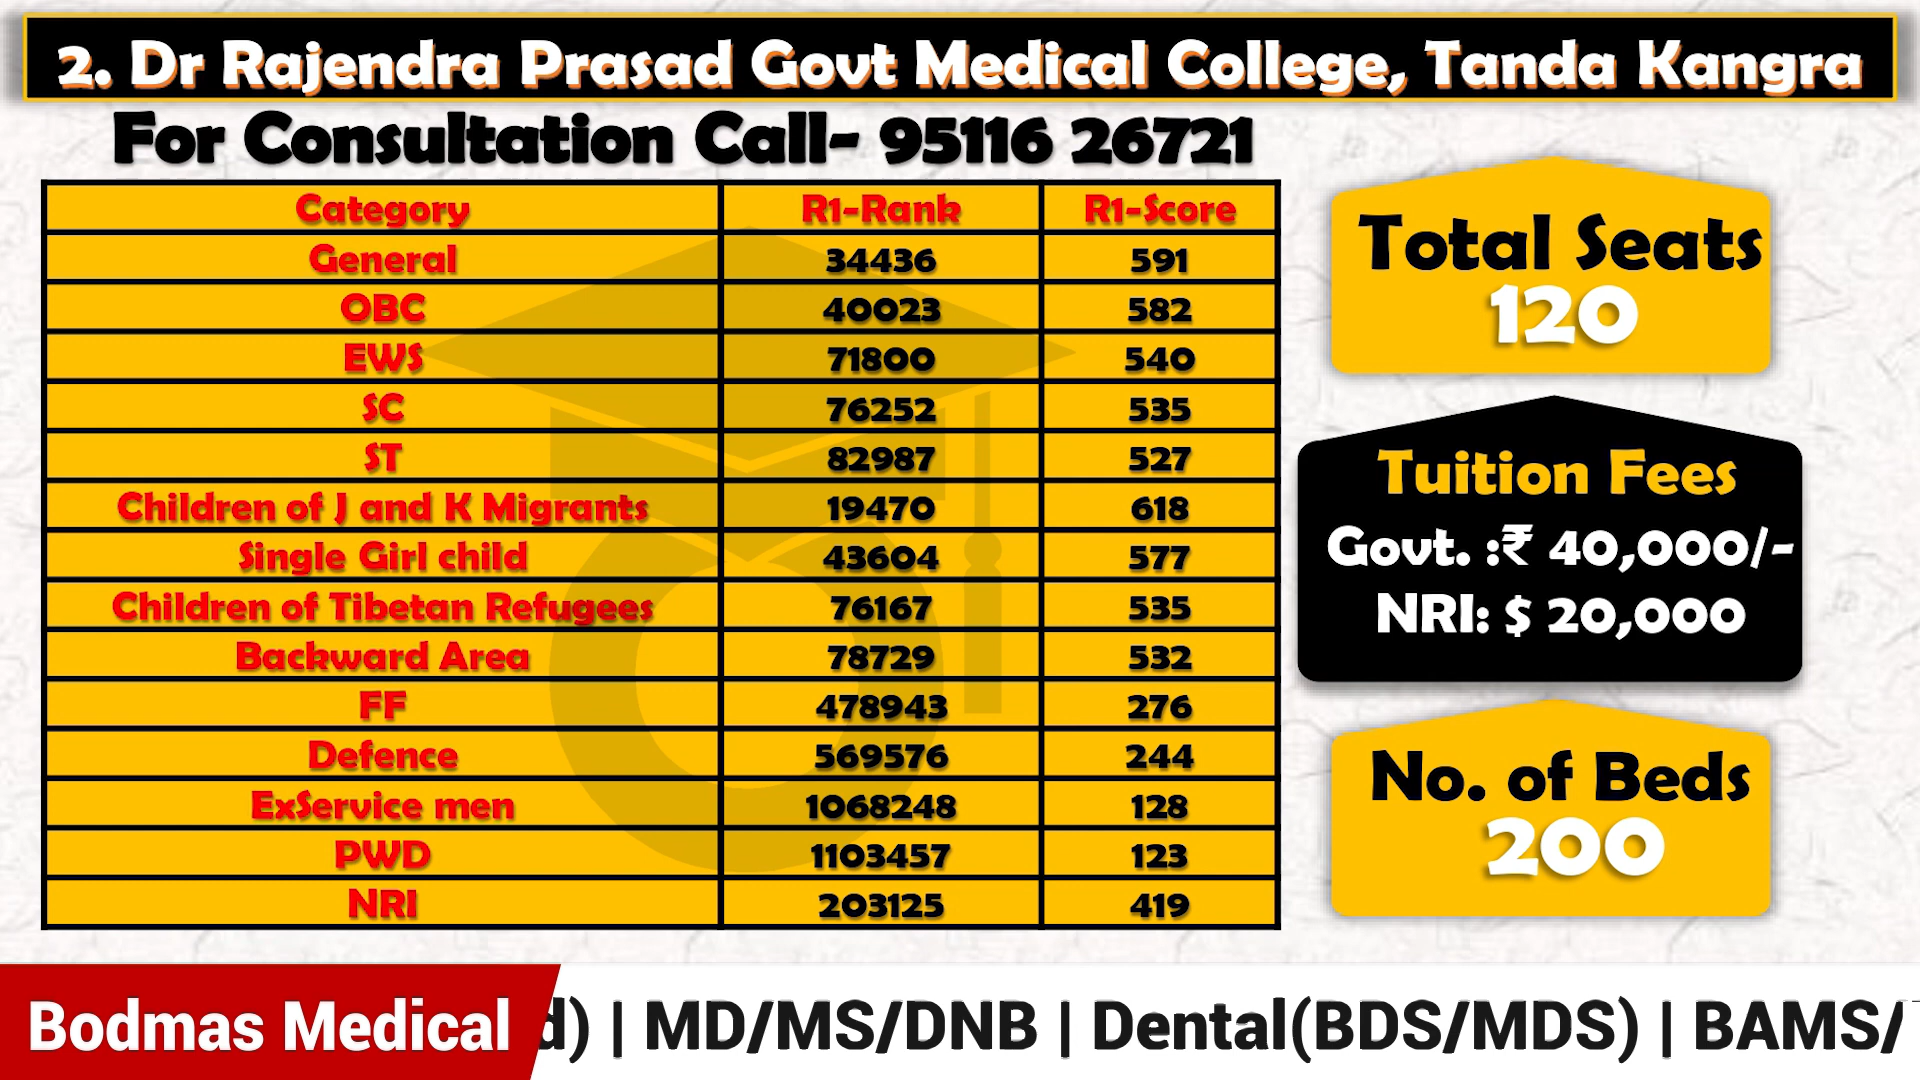 2. Dr Rajendra Prasad Govt Medical College, Tanda Kangra
For Consultation Call- 95116 26721
Category R1-Rank R1-Score
General 34436 591
OBC 40023 582
EWS 71800 540
SC 76252 535
ST 82987 527
Children of J and K Migrants 19470 618
Single Girl child 43604 577
Children of Tibetan Refugees 76167 535
Backward Area 78729 532
FF 478943 276
Defence 569576 244
ExService men 1068248 128
PWD 1103457 123
NRI 203125 419
Total Seats
120
Tuition Fees
Govt. :₹ 40,000/-
NRI: $ 20,000
No. of Beds
200
Bodmas Medical d) | MD/MS/DNB | Dental(BDS/MDS) | BAMS/